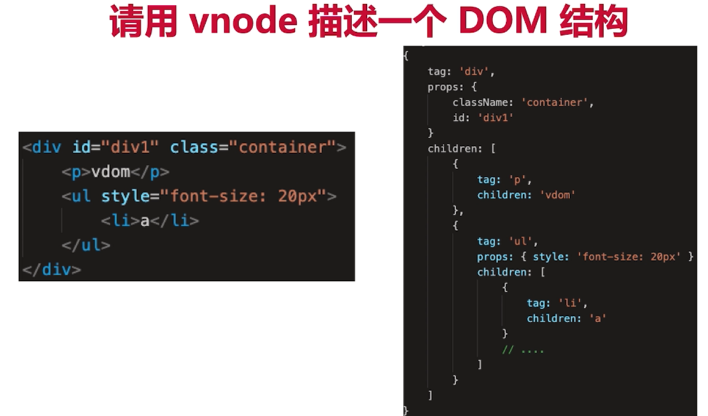 请用 vnode 描述一个 DOM 结构
<div id="div1" class="container">
<p>vdom</p>
<ul style="font-size: 20px">
<li>a</li>
</ul>
</div>
{
tag: 'div',
props: {
className: 'container',
id: 'div1'
}
children: [
{
tag: 'p',
children: 'vdom'
},
{
tag: 'ul',
props: { style: 'font-size: 20px' }
children: [
{
tag: 'li',
children: 'a'
}
// ....
]
}
]
}